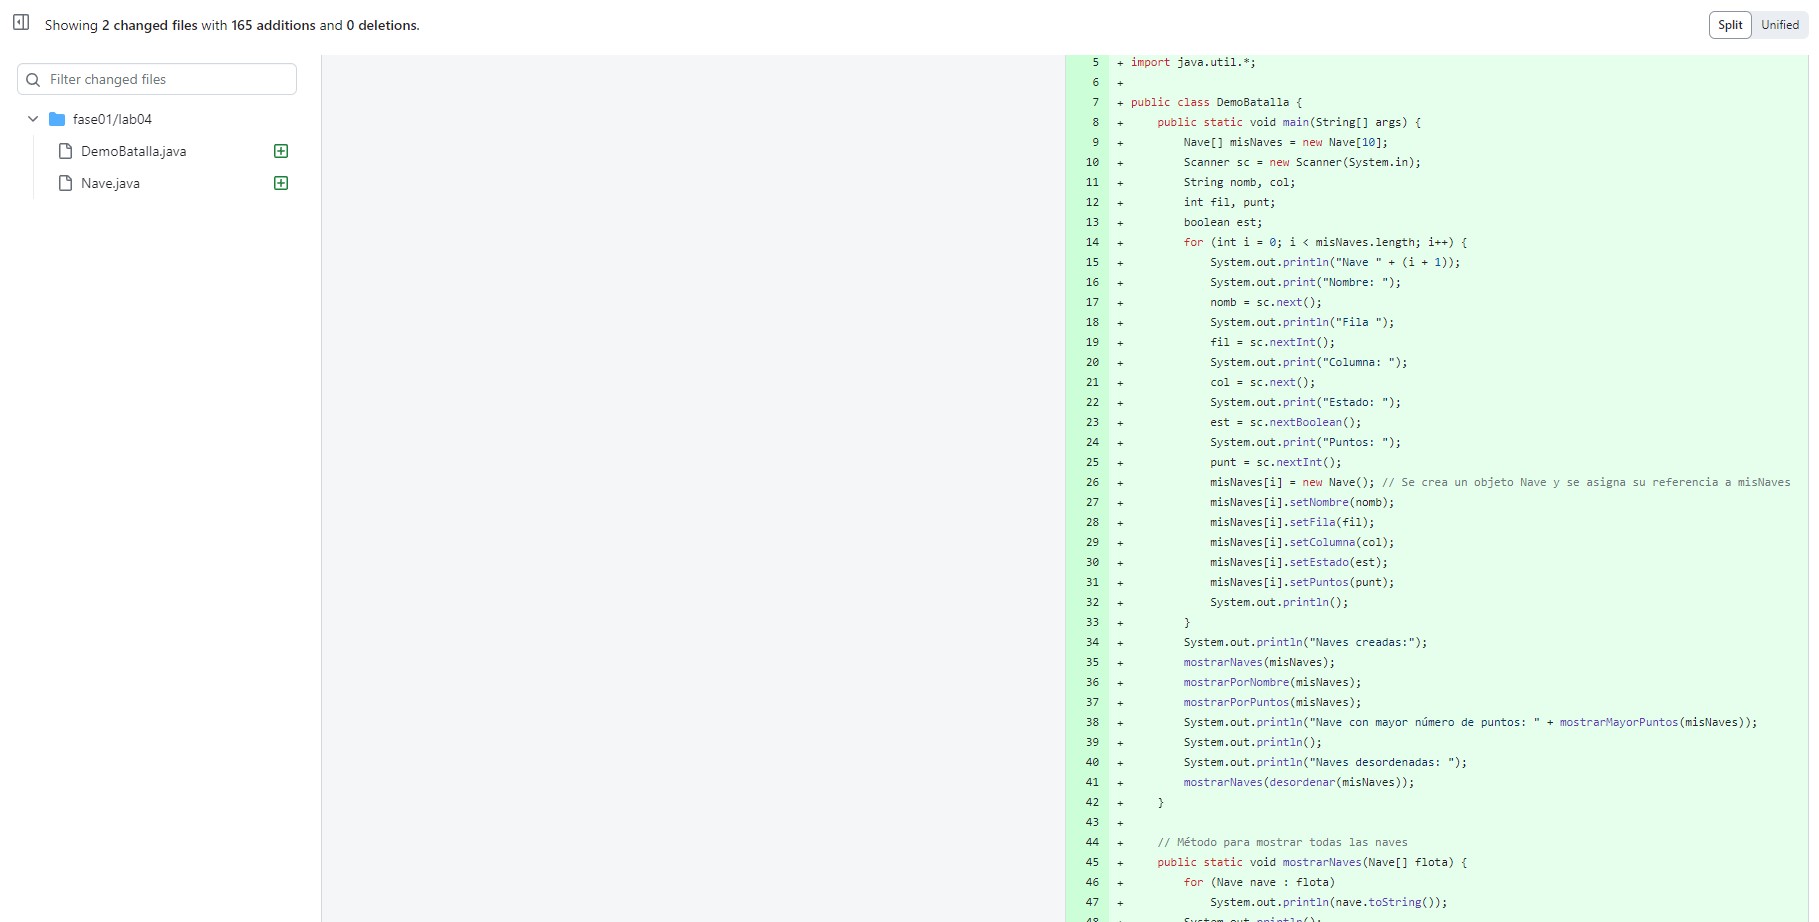 Showing 2 changed files with 165 additions and 0 deletions.
Split Unified
Filter changed files
fase01/lab04
DemoBatalla.java
Nave.java
5 + import java.util.*;
6 +
7 + public class DemoBatalla {
8 +     public static void main(String[] args) {
9 +         Nave[] misNaves = new Nave[10];
10 +         Scanner sc = new Scanner(System.in);
11 +         String nomb, col;
12 +         int fil, punt;
13 +         boolean est;
14 +         for (int i = 0; i < misNaves.length; i++) {
15 +             System.out.println("Nave " + (i + 1));
16 +             System.out.print("Nombre: ");
17 +             nomb = sc.next();
18 +             System.out.println("Fila ");
19 +             fil = sc.nextInt();
20 +             System.out.print("Columna: ");
21 +             col = sc.next();
22 +             System.out.print("Estado: ");
23 +             est = sc.nextBoolean();
24 +             System.out.print("Puntos: ");
25 +             punt = sc.nextInt();
26 +             misNaves[i] = new Nave(); // Se crea un objeto Nave y se asigna su referencia a misNaves
27 +             misNaves[i].setNombre(nomb);
28 +             misNaves[i].setFila(fil);
29 +             misNaves[i].setColumna(col);
30 +             misNaves[i].setEstado(est);
31 +             misNaves[i].setPuntos(punt);
32 +             System.out.println();
33 +         }
34 +         System.out.println("Naves creadas:");
35 +         mostrarNaves(misNaves);
36 +         mostrarPorNombre(misNaves);
37 +         mostrarPorPuntos(misNaves);
38 +         System.out.println("Nave con mayor número de puntos: " + mostrarMayorPuntos(misNaves));
39 +         System.out.println();
40 +         System.out.println("Naves desordenadas: ");
41 +         mostrarNaves(desordenar(misNaves));
42 +     }
43 +
44 +     // Método para mostrar todas las naves
45 +     public static void mostrarNaves(Nave[] flota) {
46 +         for (Nave nave : flota)
47 +             System.out.println(nave.toString());
48 +         System.out.println();